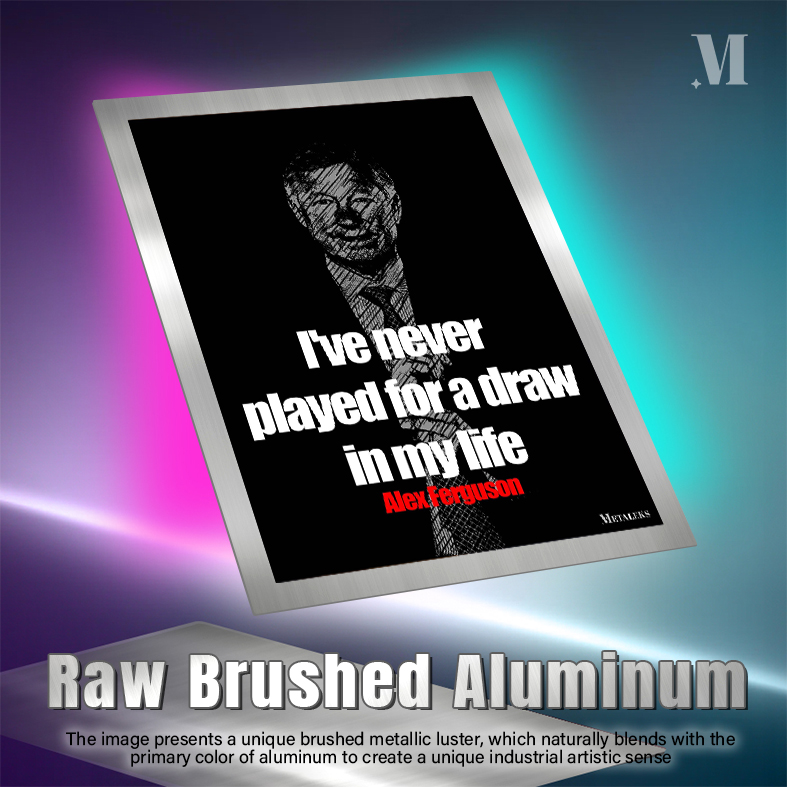 M
I've never
played for a draw
in my life
Alex Ferguson
METALEKS
Raw Brushed Aluminum
The image presents a unique brushed metallic luster, which naturally blends with the
primary color of aluminum to create a unique industrial artistic sense